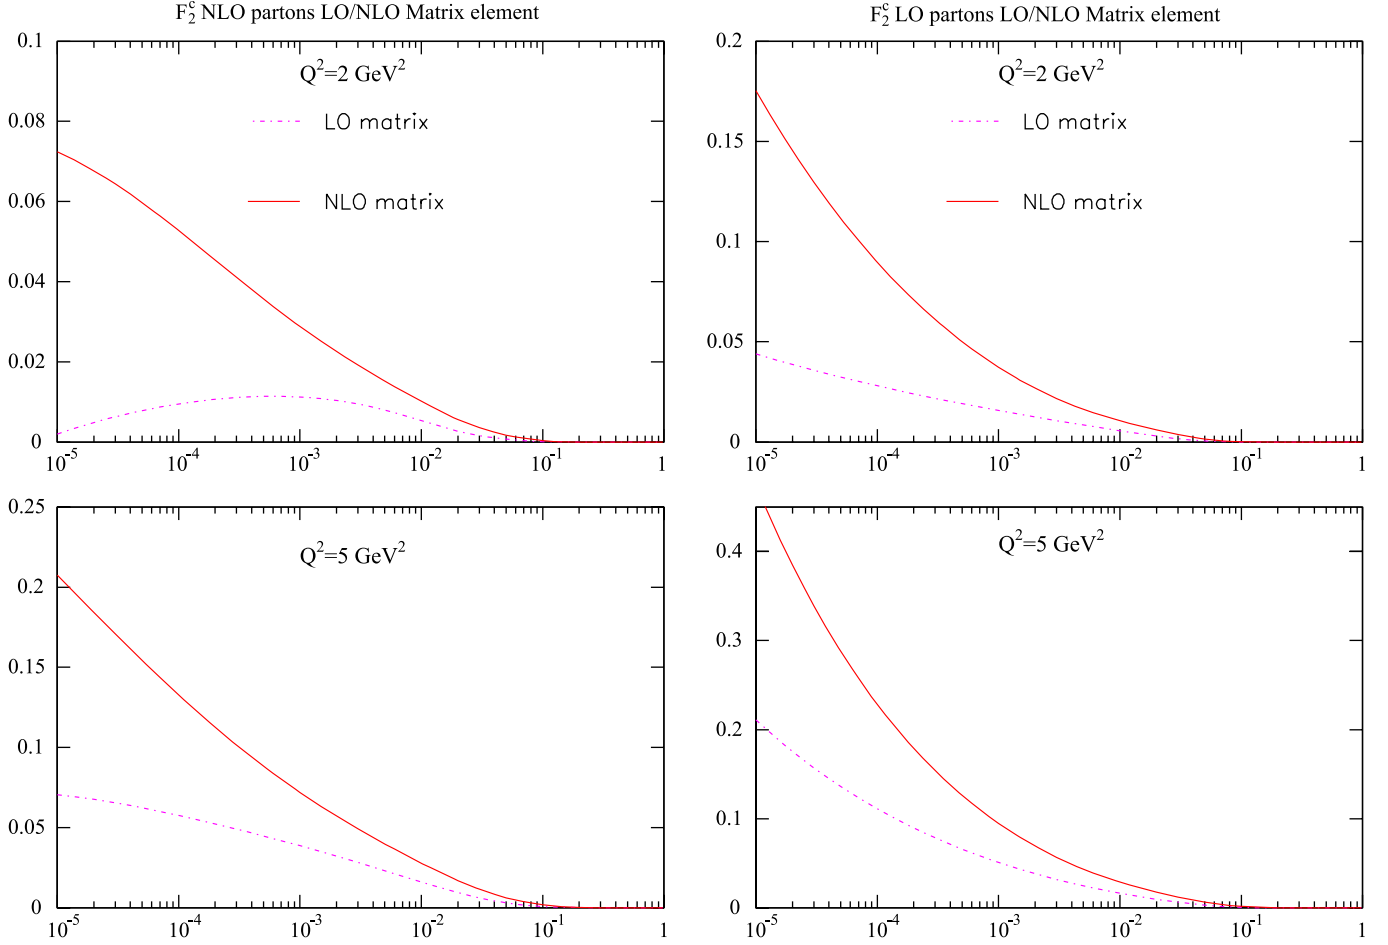 F₂ᶜ NLO partons LO/NLO Matrix element
0.1
0.08
0.06
0.04
0.02
0
Q²=2 GeV²
LO matrix
NLO matrix
10⁻⁵ 10⁻⁴ 10⁻³ 10⁻² 10⁻¹ 1
F₂ᶜ LO partons LO/NLO Matrix element
0.2
0.15
0.1
0.05
0
Q²=2 GeV²
LO matrix
NLO matrix
10⁻⁵ 10⁻⁴ 10⁻³ 10⁻² 10⁻¹ 1
0.25
0.2
0.15
0.1
0.05
0
Q²=5 GeV²
10⁻⁵ 10⁻⁴ 10⁻³ 10⁻² 10⁻¹ 1
0.4
0.3
0.2
0.1
0
Q²=5 GeV²
10⁻⁵ 10⁻⁴ 10⁻³ 10⁻² 10⁻¹ 1